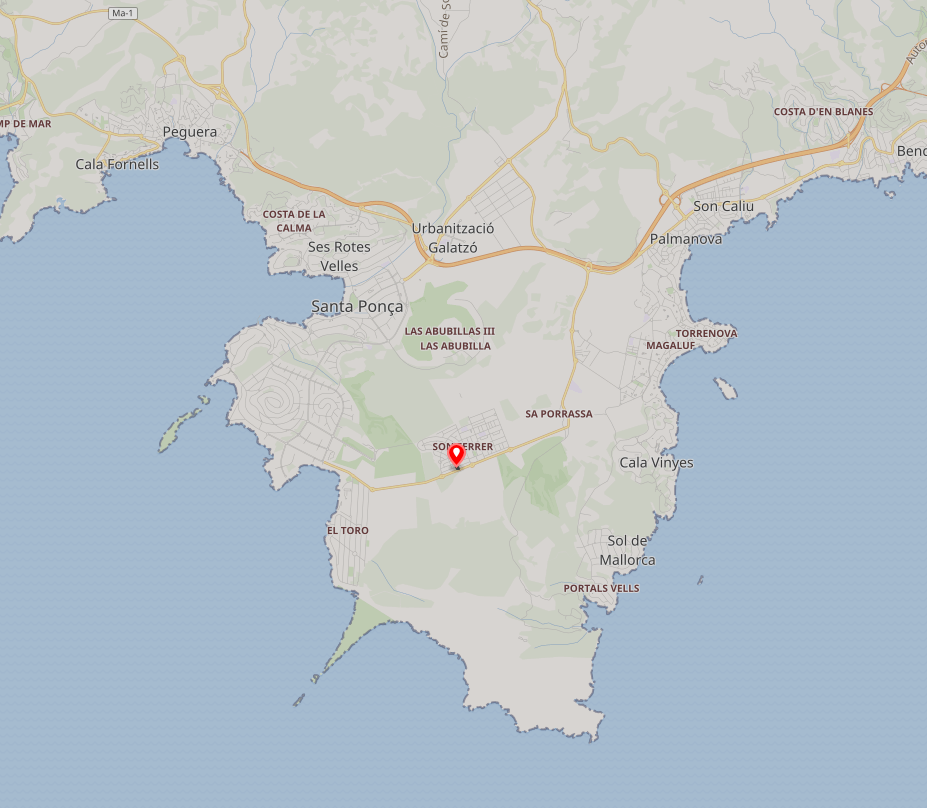 Ma-1
Camí de So
Auto
COSTA D'EN BLANES
MP DE MAR
Peguera
Cala Fornells
Bend
Son Caliu
COSTA DE LA
CALMA
Urbanització
Galatzó
Palmanova
Ses Rotes
Velles
Santa Ponça
LAS ABUBILLAS III
LAS ABUBILLA
TORRENOVA
MAGALUF
SA PORRASSA
SON FERRER
Cala Vinyes
EL TORO
Sol de
Mallorca
PORTALS VELLS